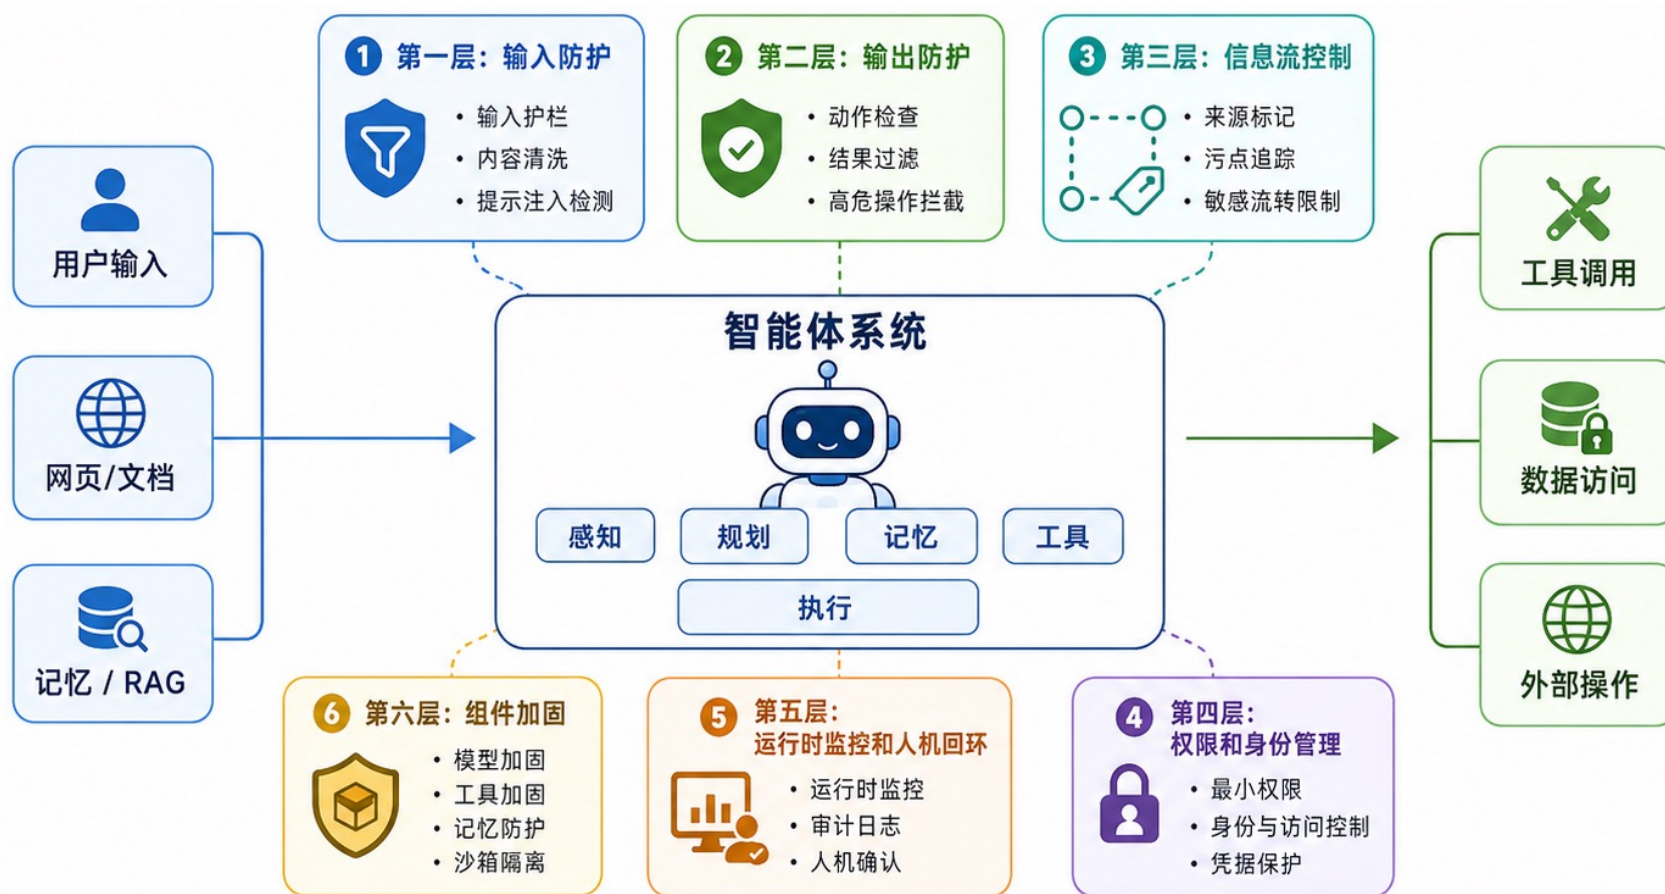 1 第一层：输入防护
• 输入护栏
• 内容清洗
• 提示注入检测
2 第二层：输出防护
• 动作检查
• 结果过滤
• 高危操作拦截
3 第三层：信息流控制
• 来源标记
• 污点追踪
• 敏感流转限制
用户输入
网页/文档
记忆 / RAG
智能体系统
感知
规划
记忆
工具
执行
工具调用
数据访问
外部操作
6 第六层：组件加固
• 模型加固
• 工具加固
• 记忆防护
• 沙箱隔离
5 第五层：
运行时监控和人机回环
• 运行时监控
• 审计日志
• 人机确认
4 第四层：
权限和身份管理
• 最小权限
• 身份与访问控制
• 凭据保护